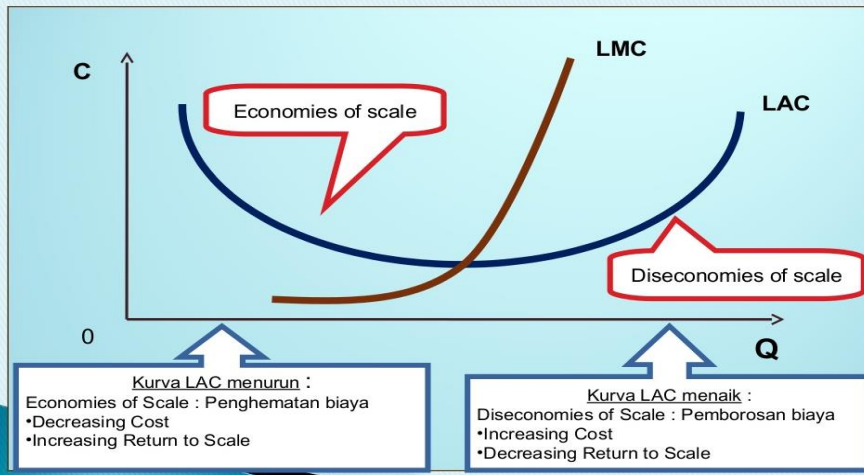 C
LMC
LAC
Economies of scale
Diseconomies of scale
0
Q
Kurva LAC menurun :
Economies of Scale : Penghematan biaya
•Decreasing Cost
•Increasing Return to Scale
Kurva LAC menaik :
Diseconomies of Scale : Pemborosan biaya
•Increasing Cost
•Decreasing Return to Scale